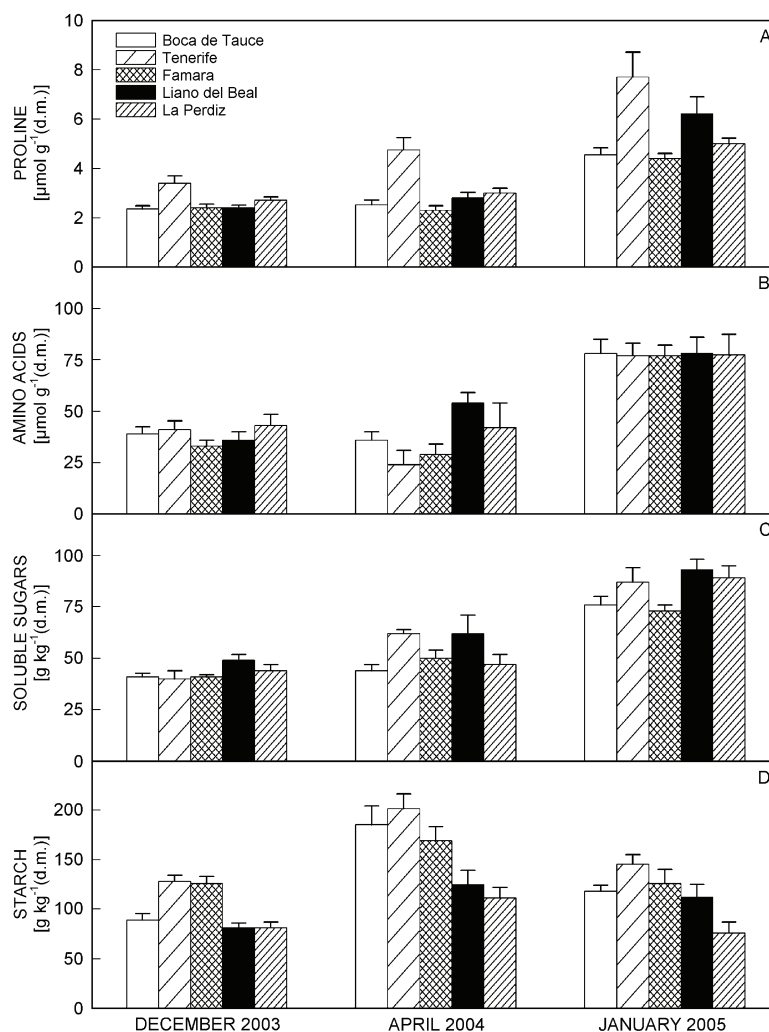 10
8
6
4
2
0
PROLINE
[µmol g⁻¹(d.m.)]
A
Boca de Tauce
Tenerife
Famara
Liano del Beal
La Perdiz
100
75
50
25
0
AMINO ACIDS
[µmol g⁻¹(d.m.)]
B
100
75
50
25
0
SOLUBLE SUGARS
[g kg⁻¹(d.m.)]
C
200
150
100
50
0
STARCH
[g kg⁻¹(d.m.)]
D
DECEMBER 2003
APRIL 2004
JANUARY 2005